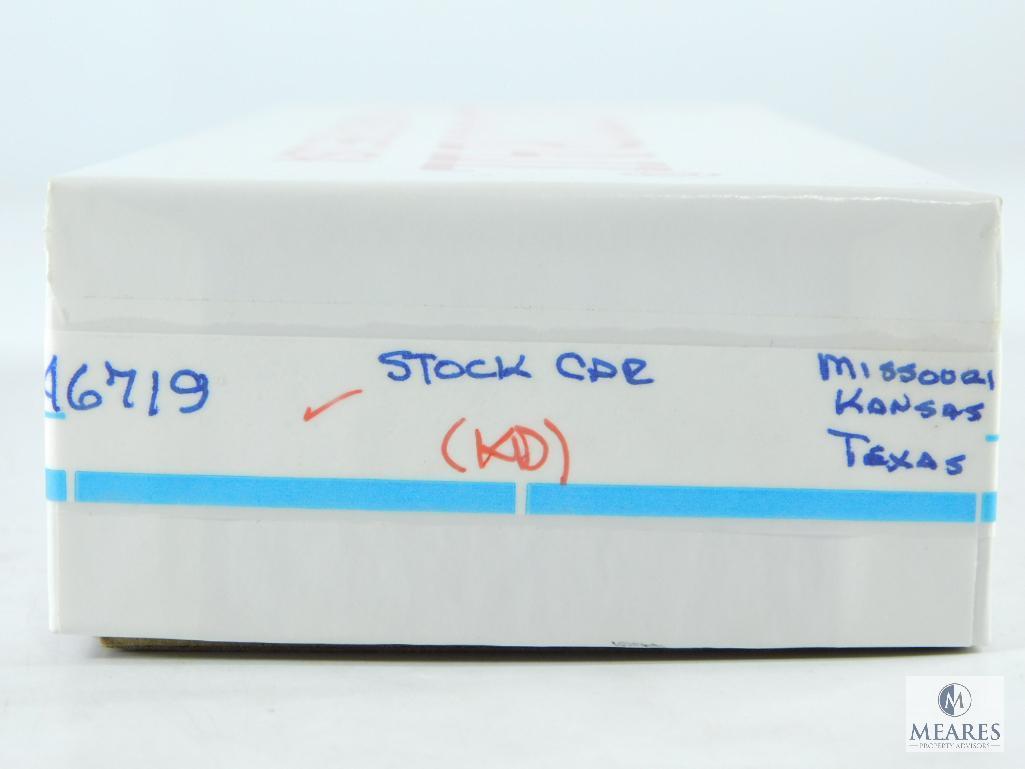 16719
STOCK CAR
MISSOURI
KANSAS
TEXAS
(KD)
MEARES
PROPERTY ADVISORS